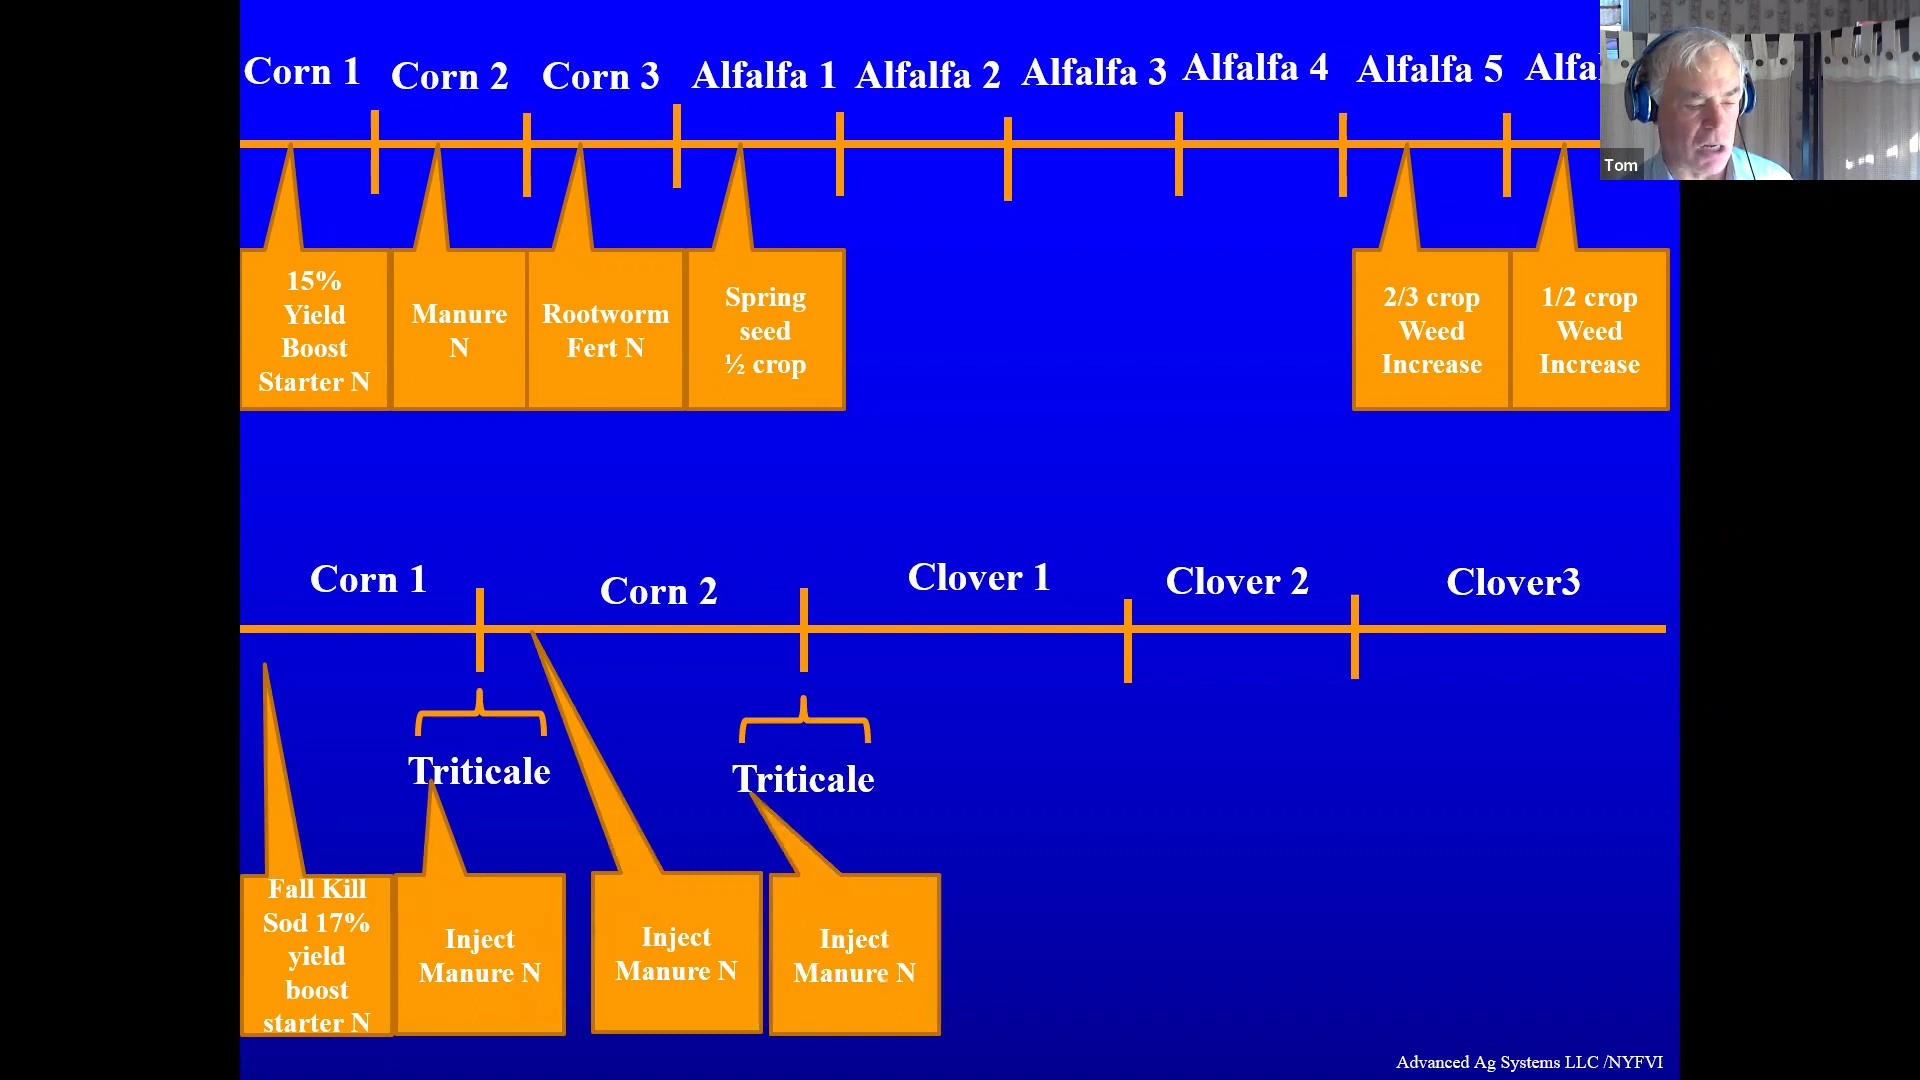 Corn 1 Corn 2 Corn 3 Alfalfa 1 Alfalfa 2 Alfalfa 3 Alfalfa 4 Alfalfa 5 Alfa
Tom
15%
Yield
Boost
Starter N
Manure
N
Rootworm
Fert N
Spring
seed
½ crop
2/3 crop
Weed
Increase
1/2 crop
Weed
Increase
Corn 1 Corn 2 Clover 1 Clover 2 Clover3
Triticale
Triticale
Fall Kill
Sod 17%
yield
boost
starter N
Inject
Manure N
Inject
Manure N
Inject
Manure N
Advanced Ag Systems LLC /NYFVI